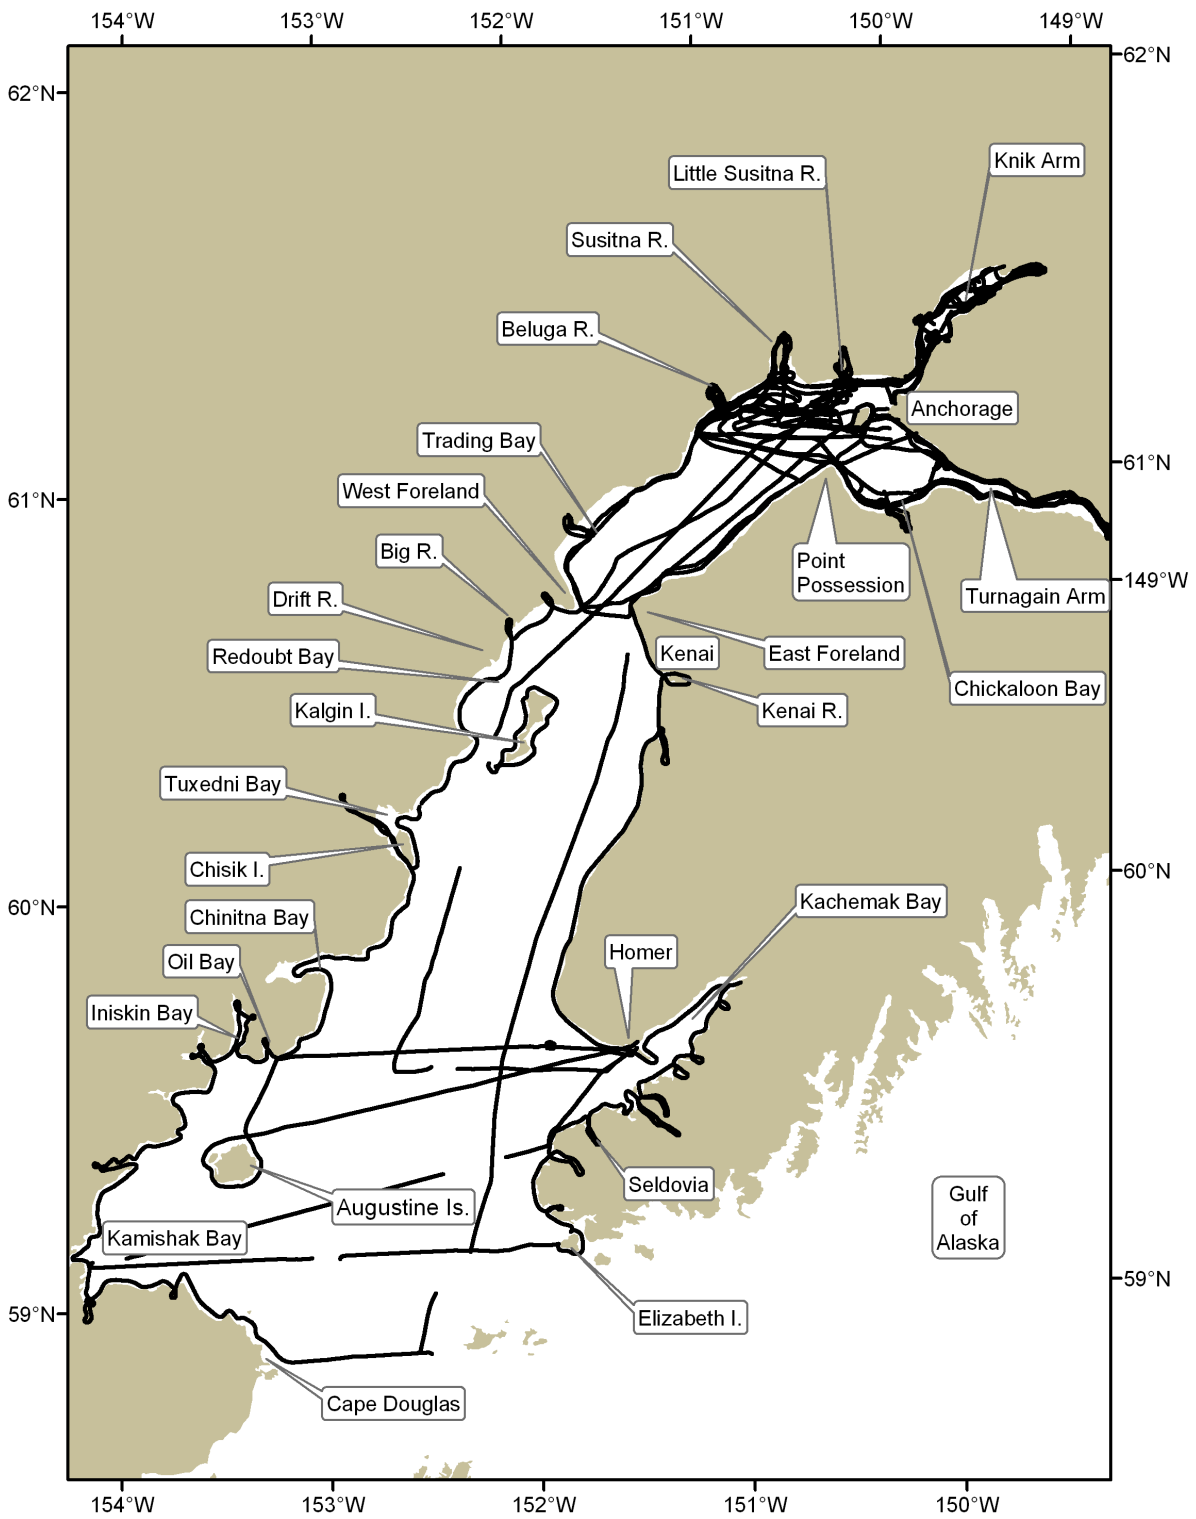 154°W
153°W
152°W
151°W
150°W
149°W
62°N
62°N
Knik Arm
Little Susitna R.
Susitna R.
Beluga R.
Anchorage
Trading Bay
61°N
West Foreland
61°N
Big R.
Point
Possession
149°W
Drift R.
Turnagain Arm
Redoubt Bay
Kenai
East Foreland
Chickaloon Bay
Kalgin I.
Kenai R.
Tuxedni Bay
Chisik I.
60°N
Kachemak Bay
60°N
Chinitna Bay
Homer
Oil Bay
Iniskin Bay
Seldovia
Augustine Is.
Gulf
of
Alaska
Kamishak Bay
59°N
59°N
Elizabeth I.
Cape Douglas
154°W
153°W
152°W
151°W
150°W